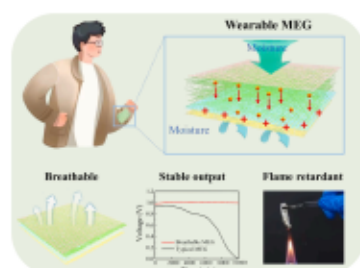 Wearable MEG
Moisture
Moisture
Breathable
Stable output
Flame retardant
Voltage (V)
Breathable MEG
Typical MEG